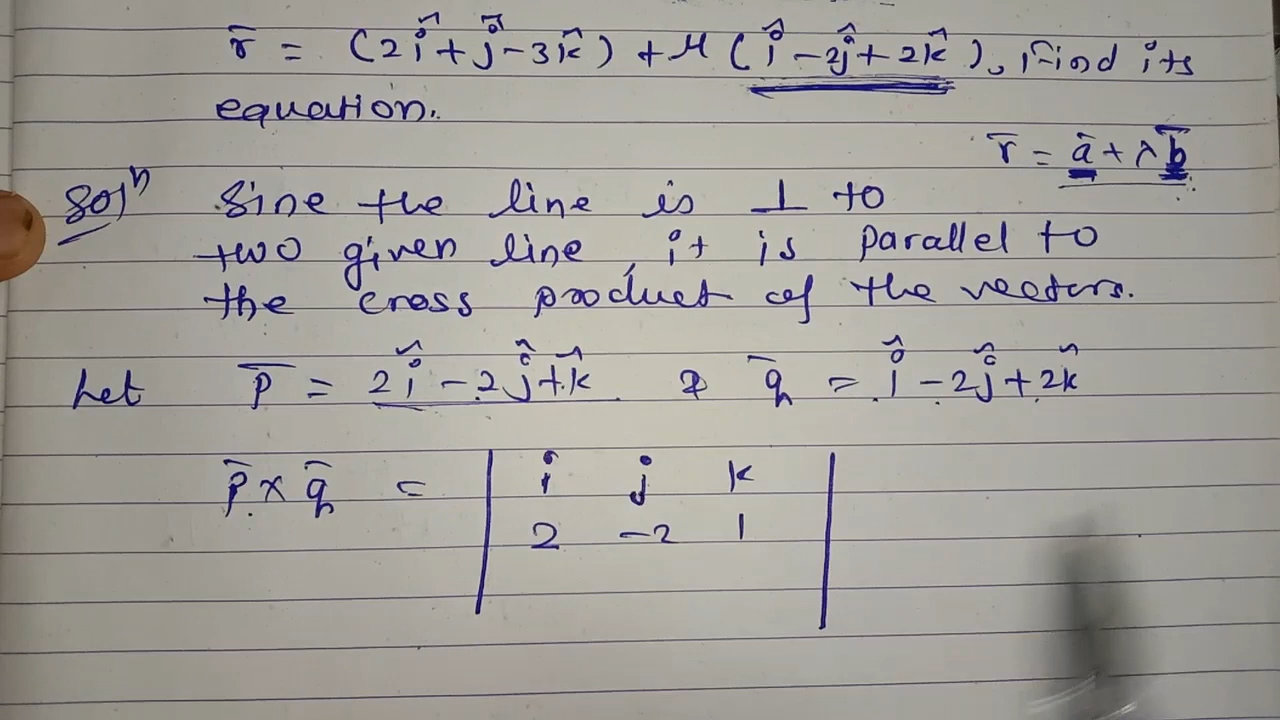 r̄ = (2î + ĵ - 3k̂) + μ (î - 2ĵ + 2k̂), Find its
equation.
r̄ = ā + λ b̄
Solⁿ Sine the line is ⊥ to
two given line, it is parallel to
the cross product of the vectors.
Let p̄ = 2î - 2ĵ + k̂ & q̄ = î - 2ĵ + 2k̂
p̄ × q̄ = | i j k |
| 2 -2 1 |